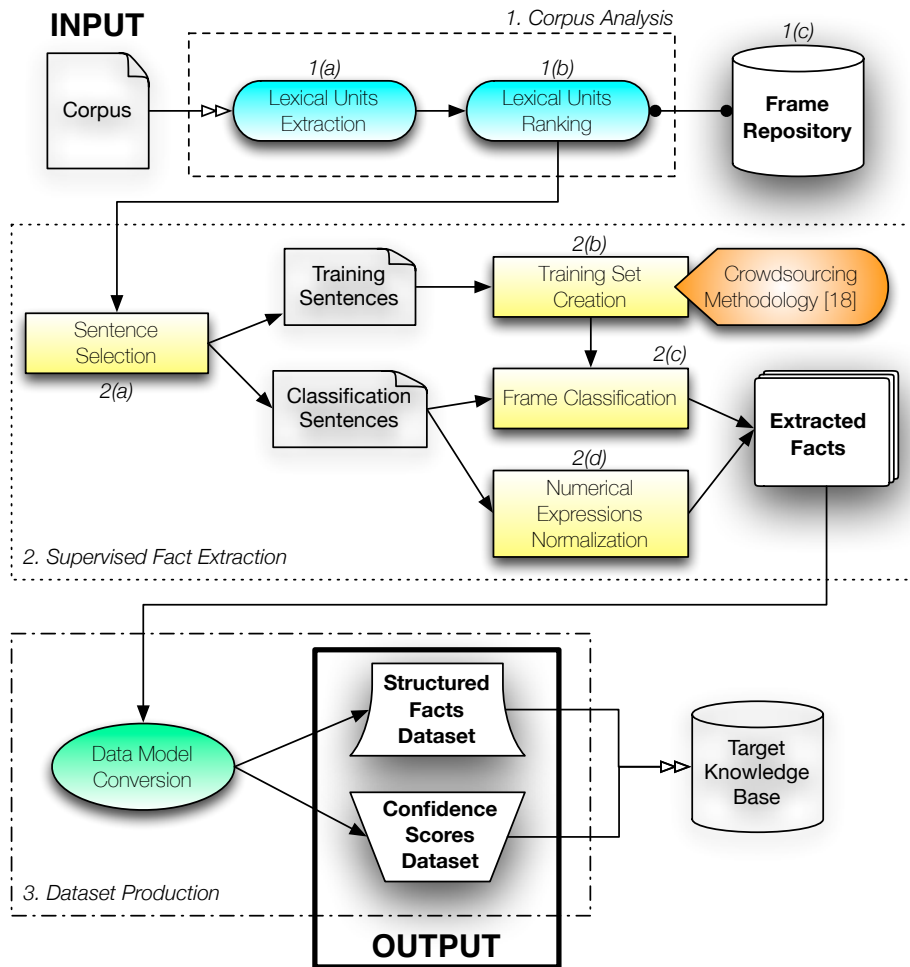 INPUT
1. Corpus Analysis
1(a)
1(b)
1(c)
Corpus
Lexical Units
Extraction
Lexical Units
Ranking
Frame
Repository
2(b)
Training
Sentences
Training Set
Creation
Crowdsourcing
Methodology [18]
Sentence
Selection
2(a)
2(c)
Classification
Sentences
Frame Classification
Extracted
Facts
2(d)
Numerical
Expressions
Normalization
2. Supervised Fact Extraction
Structured
Facts
Dataset
Data Model
Conversion
Target
Knowledge
Base
Confidence
Scores
Dataset
3. Dataset Production
OUTPUT